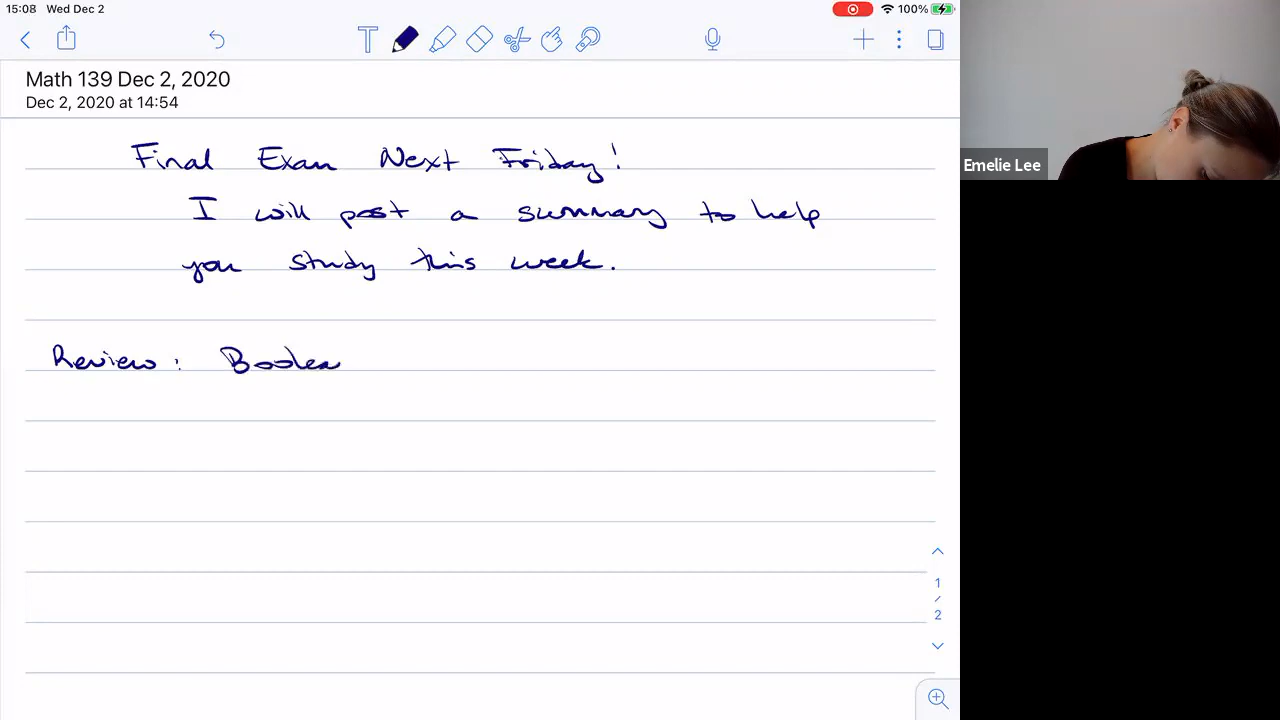 15:08 Wed Dec 2 100%
Math 139 Dec 2, 2020
Dec 2, 2020 at 14:54
Final Exam Next Friday!
I will post a summary to help
you study this week.
Review: Boolea
Emelie Lee
1
/
2